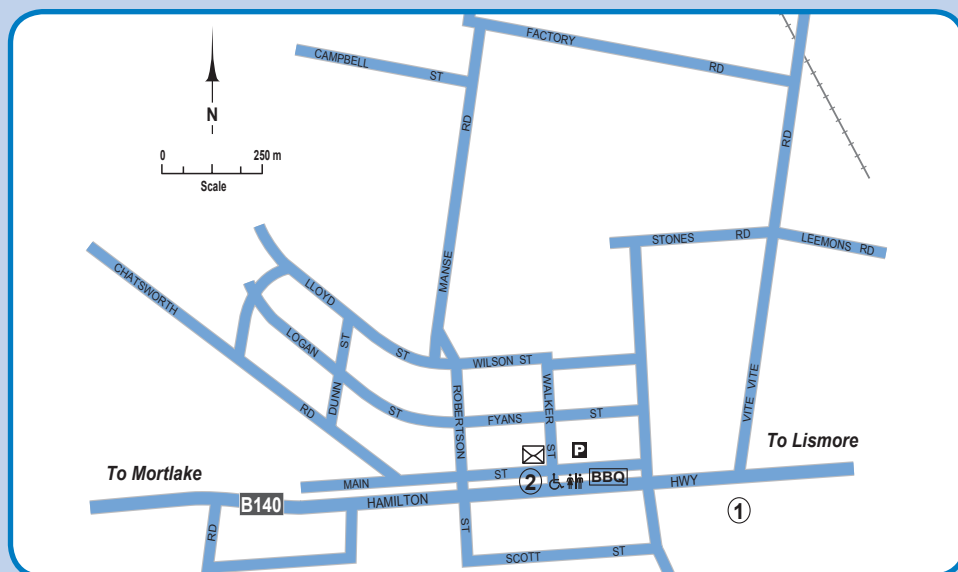 FACTORY RD
CAMPBELL ST
N
0 250 m
Scale
RD
RD
STONES RD
LEEMONS RD
MANSE
CHATSWORTH
LLOYD
LOGAN
ST
DUNN
ST
WILSON ST
WALKER
ST
ROBERTSON
FYANS ST
ST
RD
VITE VITE
To Lismore
P
To Mortlake
MAIN ST
2
BBQ
HWY
B140
HAMILTON
1
RD
ST
SCOTT ST